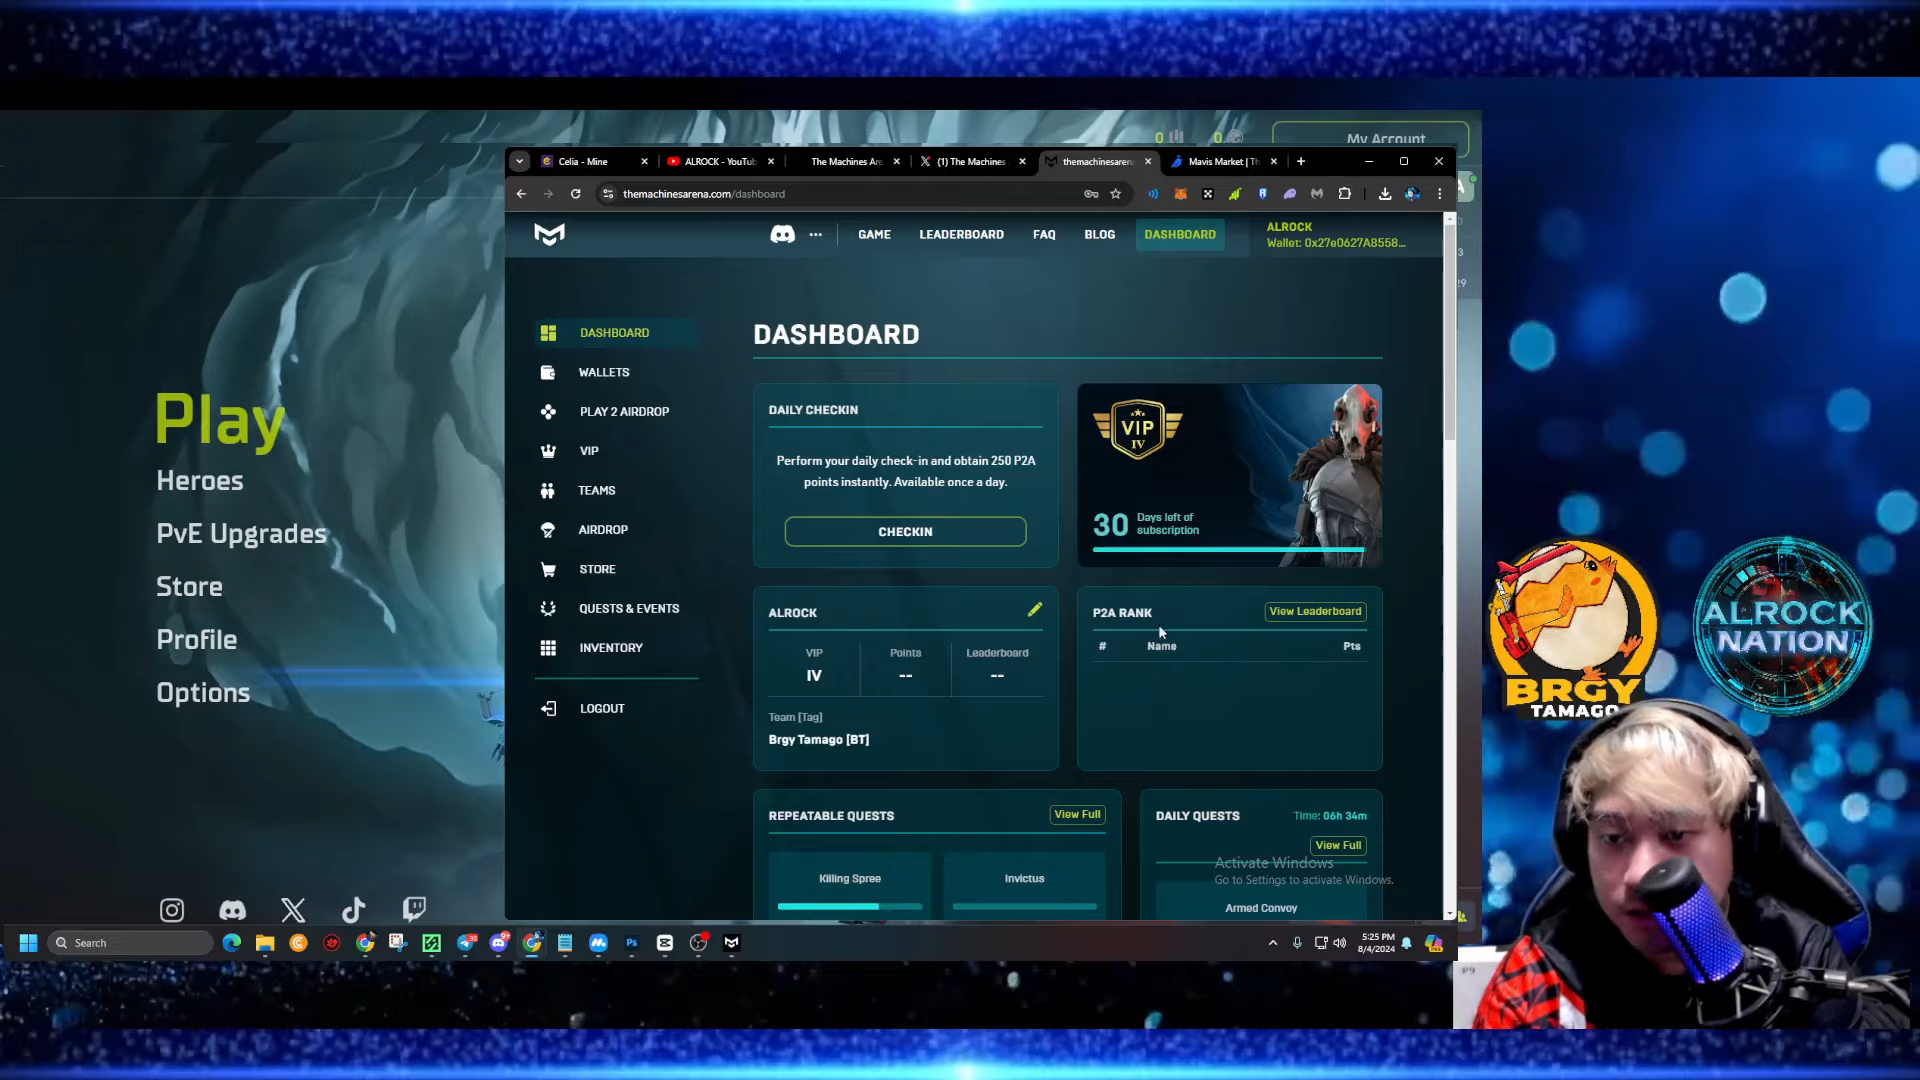 0
0
My Account
Celia - Mine
ALROCK - YouTub
The Machines Are
(1) The Machines
themachinesarena
Mavis Market | Th
themachinesarena.com/dashboard
GAME
LEADERBOARD
FAQ
BLOG
DASHBOARD
ALROCK
Wallet: 0x27e0627A8558...
DASHBOARD
WALLETS
PLAY 2 AIRDROP
VIP
TEAMS
AIRDROP
STORE
QUESTS & EVENTS
INVENTORY
LOGOUT
DASHBOARD
DAILY CHECKIN
Perform your daily check-in and obtain 250 P2A
points instantly. Available once a day.
CHECKIN
VIP
IV
30
Days left of
subscription
ALROCK
VIP
Points
Leaderboard
IV
--
--
Team [Tag]
Brgy Tamago [BT]
P2A RANK
View Leaderboard
#
Name
Pts
REPEATABLE QUESTS
View Full
Killing Spree
Invictus
DAILY QUESTS
Time: 06h 34m
View Full
Armed Convoy
Activate Windows
Go to Settings to activate Windows.
Play
Heroes
PvE Upgrades
Store
Profile
Options
BRGY
TAMAGO
ALROCK
NATION
Search
5:25 PM
8/4/2024